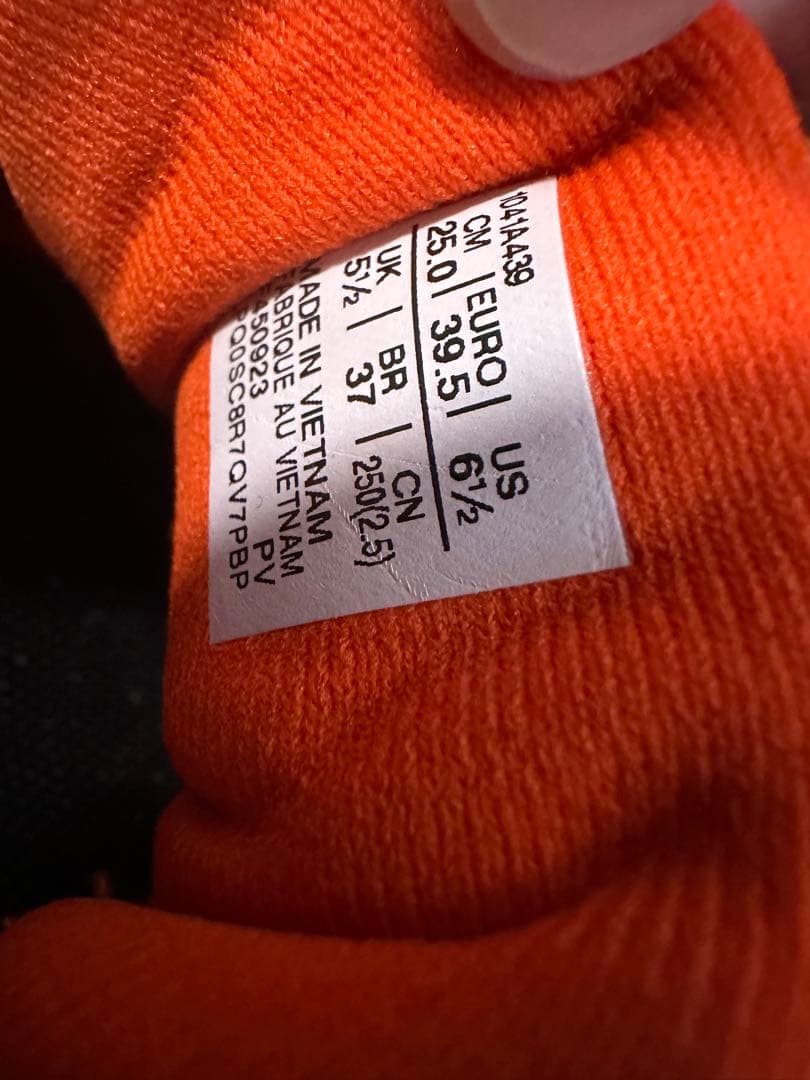 1041A439
CM | EURO | US
25.0 | 39.5 | 6½
UK | BR | CN
5½ | 37 | 250(2.5)
MADE IN VIETNAM
FABRIQUE AU VIETNAM
50923 PV
Q0SC8R7QV7PBP